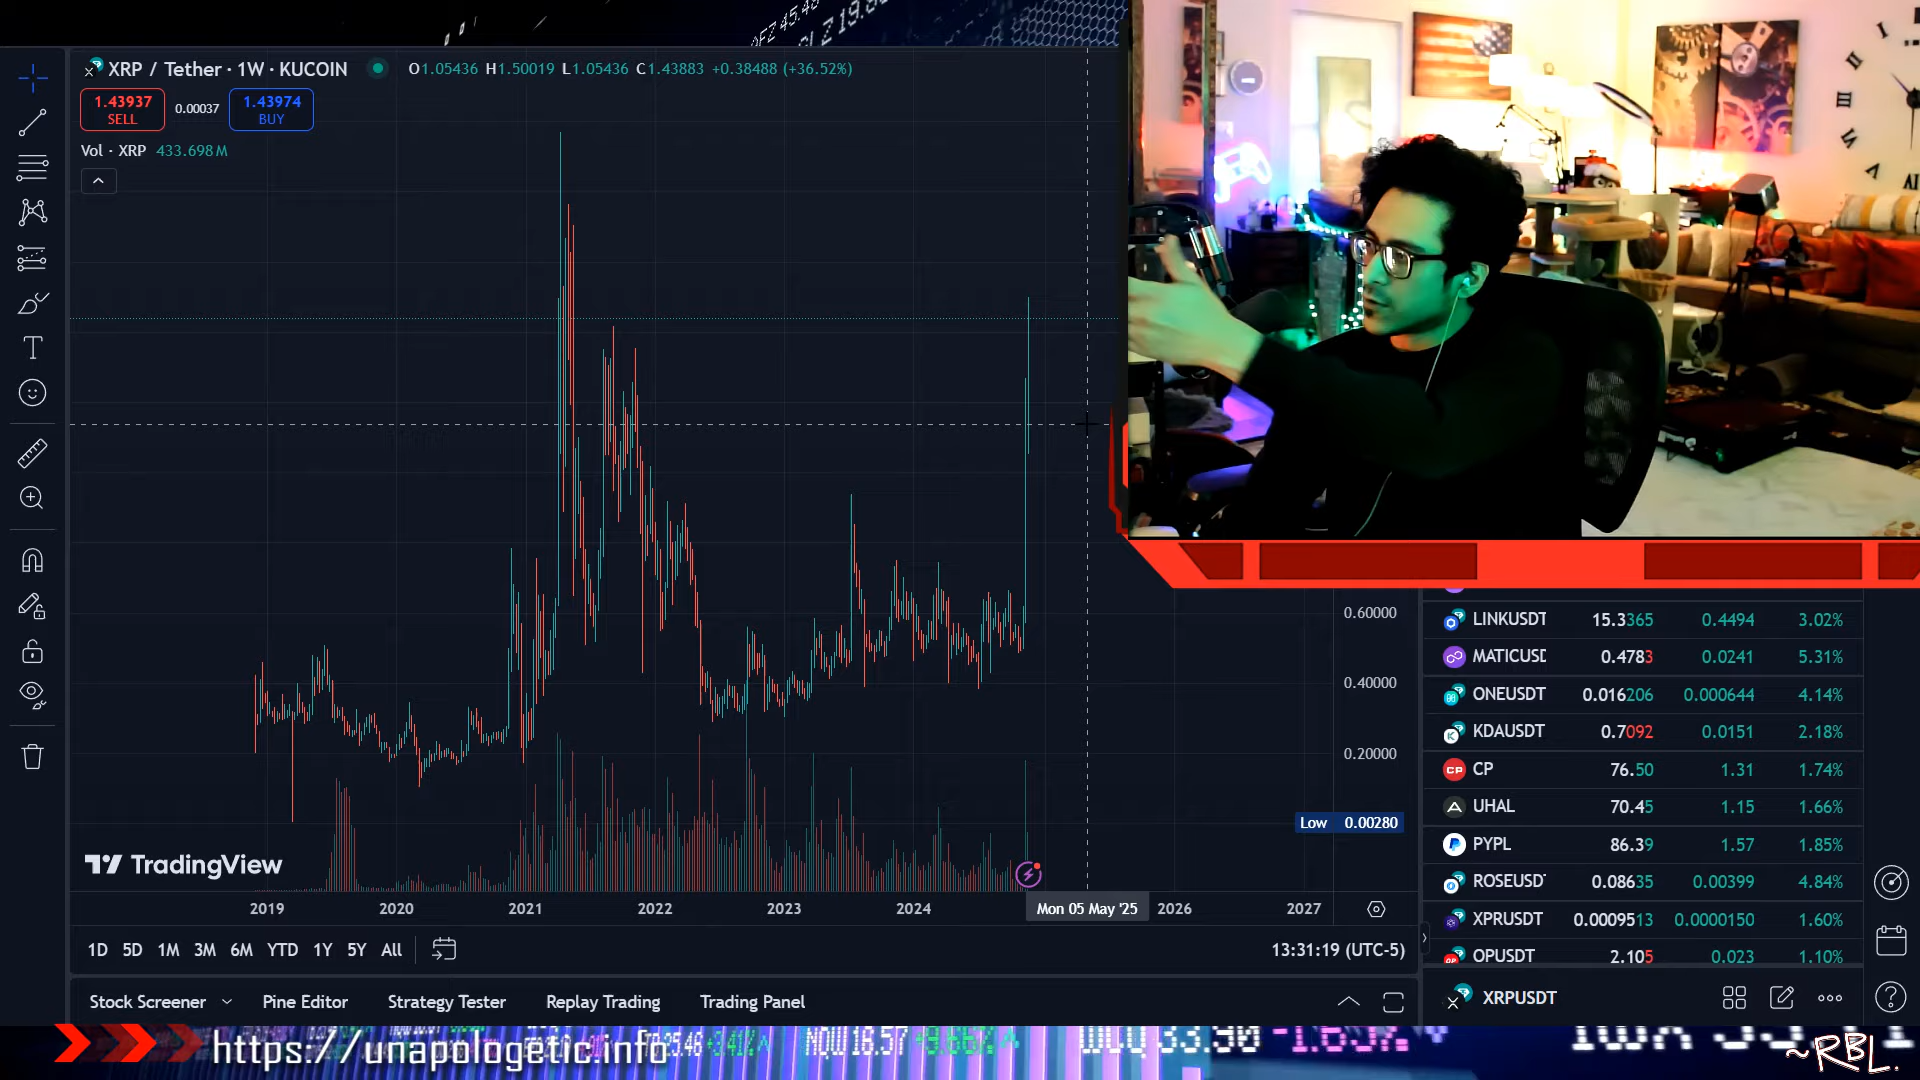 XRP / Tether · 1W · KUCOIN O1.05436 H1.50019 L1.05436 C1.43883 +0.38488 (+36.52%)
1.43937 SELL 0.00037 1.43974 BUY
Vol · XRP 433.698M
0.60000
0.40000
0.20000
Low 0.00280
TradingView
2019 2020 2021 2022 2023 2024 Mon 05 May '25 2026 2027
1D 5D 1M 3M 6M YTD 1Y 5Y All 13:31:19 (UTC-5)
Stock Screener Pine Editor Strategy Tester Replay Trading Trading Panel
LINKUSDT 15.3365 0.4494 3.02%
MATICUSD 0.4783 0.0241 5.31%
ONEUSDT 0.016206 0.000644 4.14%
KDAUSDT 0.7092 0.0151 2.18%
CP CP 76.50 1.31 1.74%
UHAL 70.45 1.15 1.66%
PYPL 86.39 1.57 1.85%
ROSEUSD 0.08635 0.00399 4.84%
XPRUSDT 0.0009513 0.0000150 1.60%
OPUSDT 2.105 0.023 1.10%
XRPUSDT
https://unapologetic.info
~RBL.